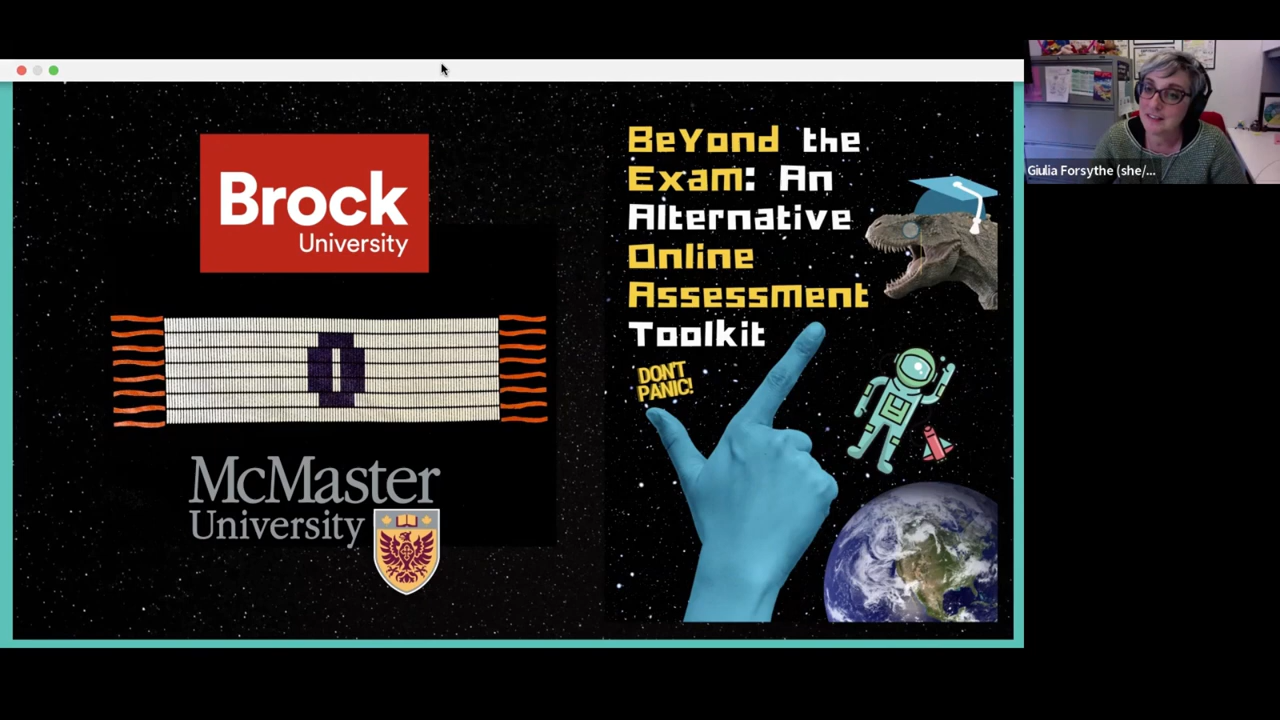 Brock
University
McMaster
University
BeYond the
Exam: An
Alternative
Online
Assessment
Toolkit
DON'T
PANIC!
Giulia Forsythe (she/...